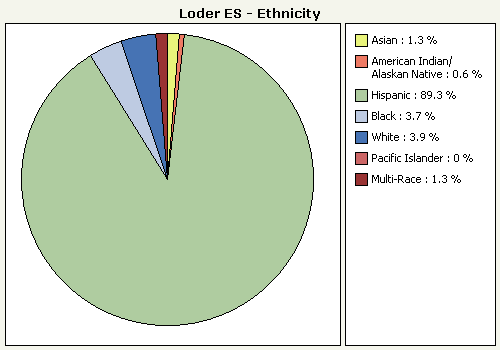 Loder ES - Ethnicity
Asian : 1.3 %
American Indian/
Alaskan Native : 0.6 %
Hispanic : 89.3 %
Black : 3.7 %
White : 3.9 %
Pacific Islander : 0 %
Multi-Race : 1.3 %